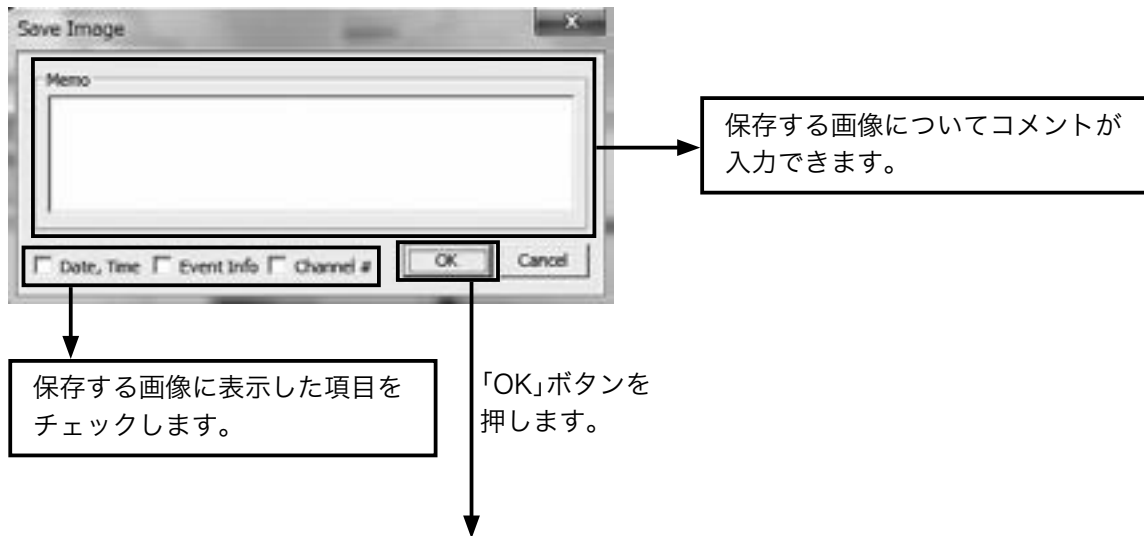 Save Image
x
Memo
保存する画像についてコメントが
入力できます。
Date, Time Event Info Channel # OK Cancel
保存する画像に表示した項目を
チェックします。
「OK」ボタンを
押します。